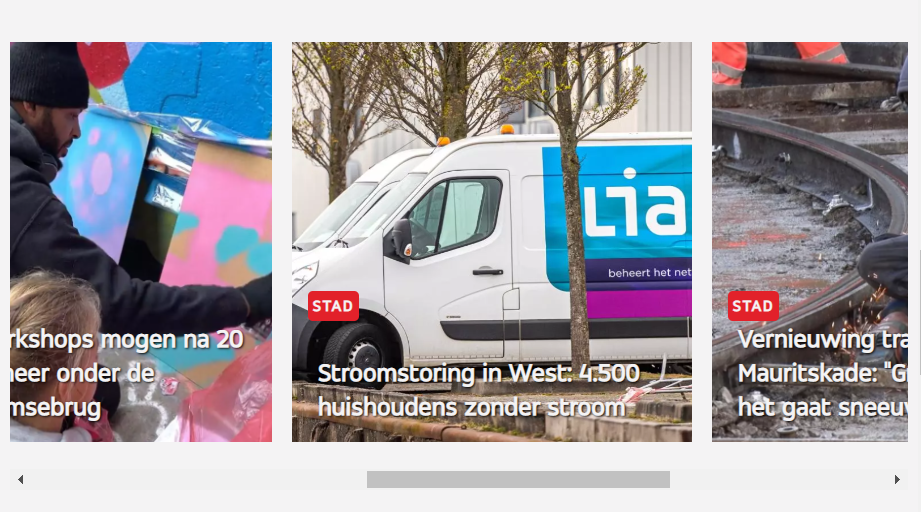 rkshops mogen na 20
neer onder de
msebrug
Lia
beheert het net
STAD
Stroomstoring in West: 4.500
huishoudens zonder stroom
STAD
Vernieuwing tra
Mauritskade: "G
het gaat sneeuw